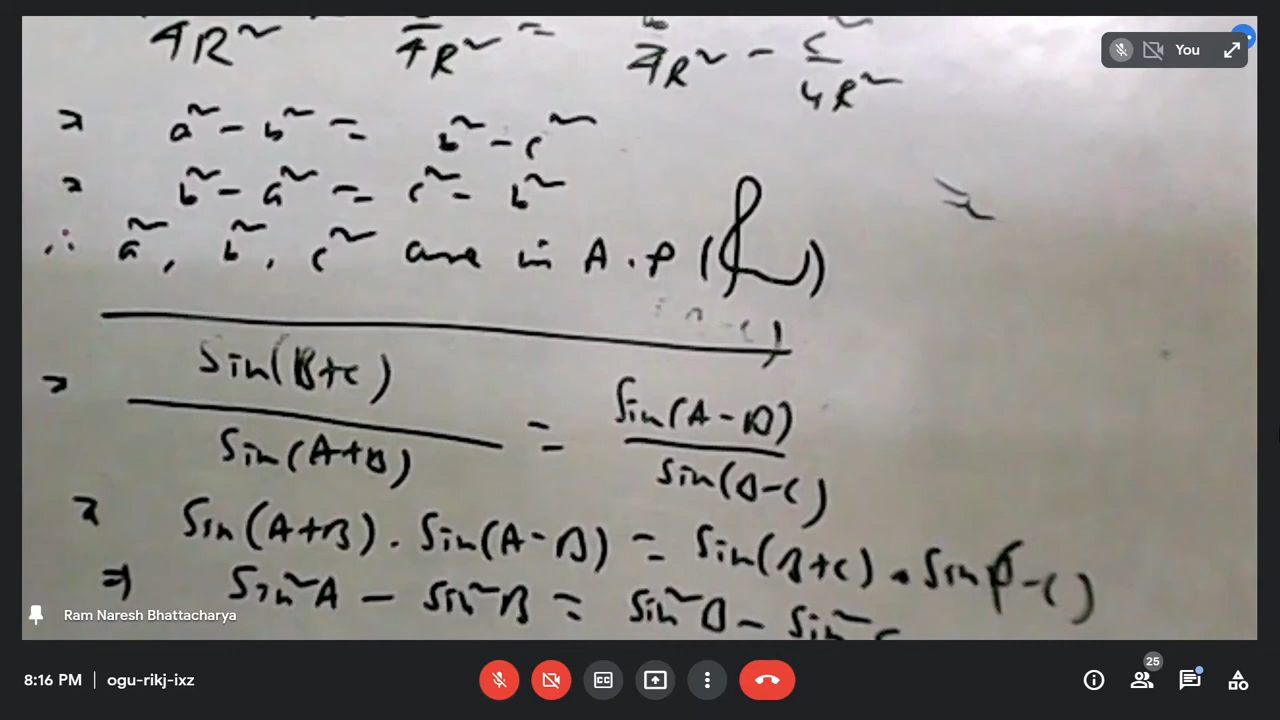 4R² 4R² = 4R² - c²
4R²
You
⇒ a² - b² = b² - c²
⇒ b² - a² = c² - b²
∴ a², b², c² are in A.P ( )
⇒ Sin(B+C)
Sin(A+B)
= Sin(A-B)
Sin(B-C)
⇒ Sin(A+B) . Sin(A-B) = Sin(B+C) . Sin(B-C)
⇒ Sin²A - Sin²B = Sin²B - Sin²C
Ram Naresh Bhattacharya
8:16 PM | ogu-rikj-ixz
25